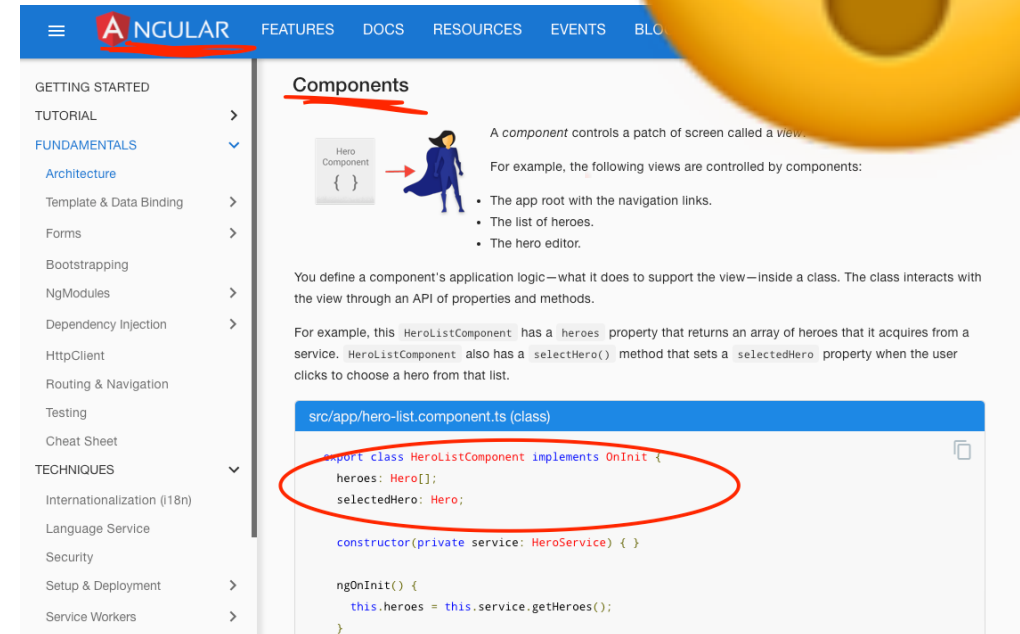 ANGULAR
FEATURES
DOCS
RESOURCES
EVENTS
GETTING STARTED
TUTORIAL
FUNDAMENTALS
Architecture
Template & Data Binding
Forms
Bootstrapping
NgModules
Dependency Injection
HttpClient
Routing & Navigation
Testing
Cheat Sheet
TECHNIQUES
Internationalization (i18n)
Language Service
Security
Setup & Deployment
Service Workers
Components
Hero
Component
{ }
A component controls a patch of screen called a view.
For example, the following views are controlled by components:
• The app root with the navigation links.
• The list of heroes.
• The hero editor.
You define a component's application logic—what it does to support the view—inside a class. The class interacts with
the view through an API of properties and methods.
For example, this HeroListComponent has a heroes property that returns an array of heroes that it acquires from a
service. HeroListComponent also has a selectHero() method that sets a selectedHero property when the user
clicks to choose a hero from that list.
src/app/hero-list.component.ts (class)
export class HeroListComponent implements OnInit {
heroes: Hero[];
selectedHero: Hero;
constructor(private service: HeroService) { }
ngOnInit() {
this.heroes = this.service.getHeroes();
}